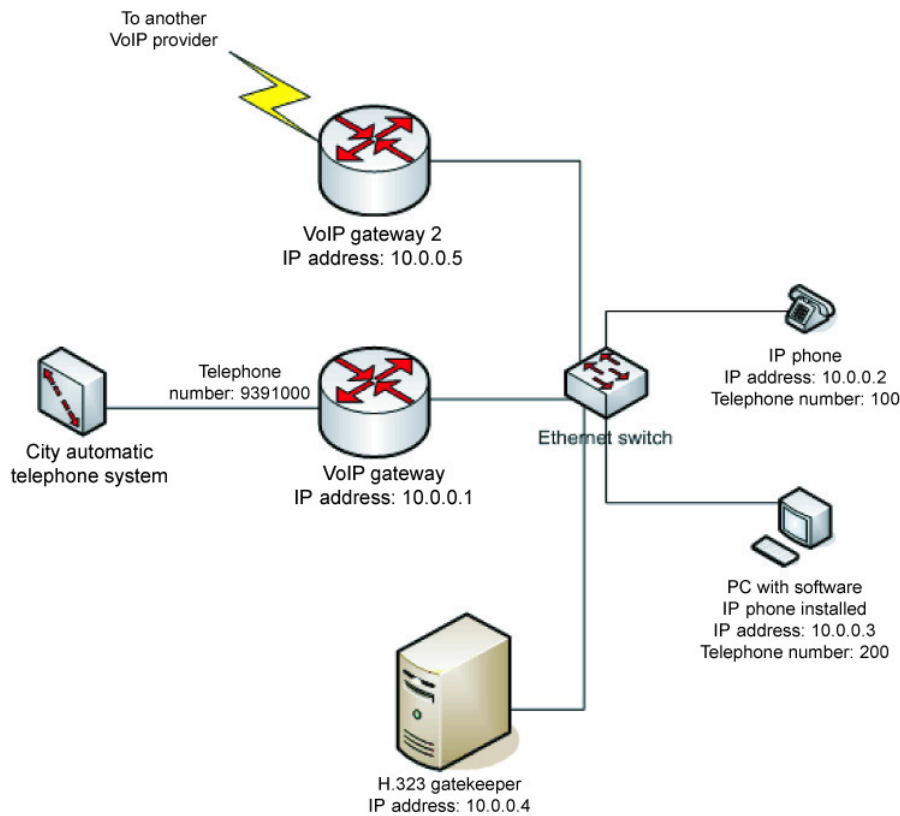 To another
VoIP provider
VoIP gateway 2
IP address: 10.0.0.5
Telephone
number: 9391000
City automatic
telephone system
VoIP gateway
IP address: 10.0.0.1
Ethernet switch
IP phone
IP address: 10.0.0.2
Telephone number: 100
PC with software
IP phone installed
IP address: 10.0.0.3
Telephone number: 200
H.323 gatekeeper
IP address: 10.0.0.4